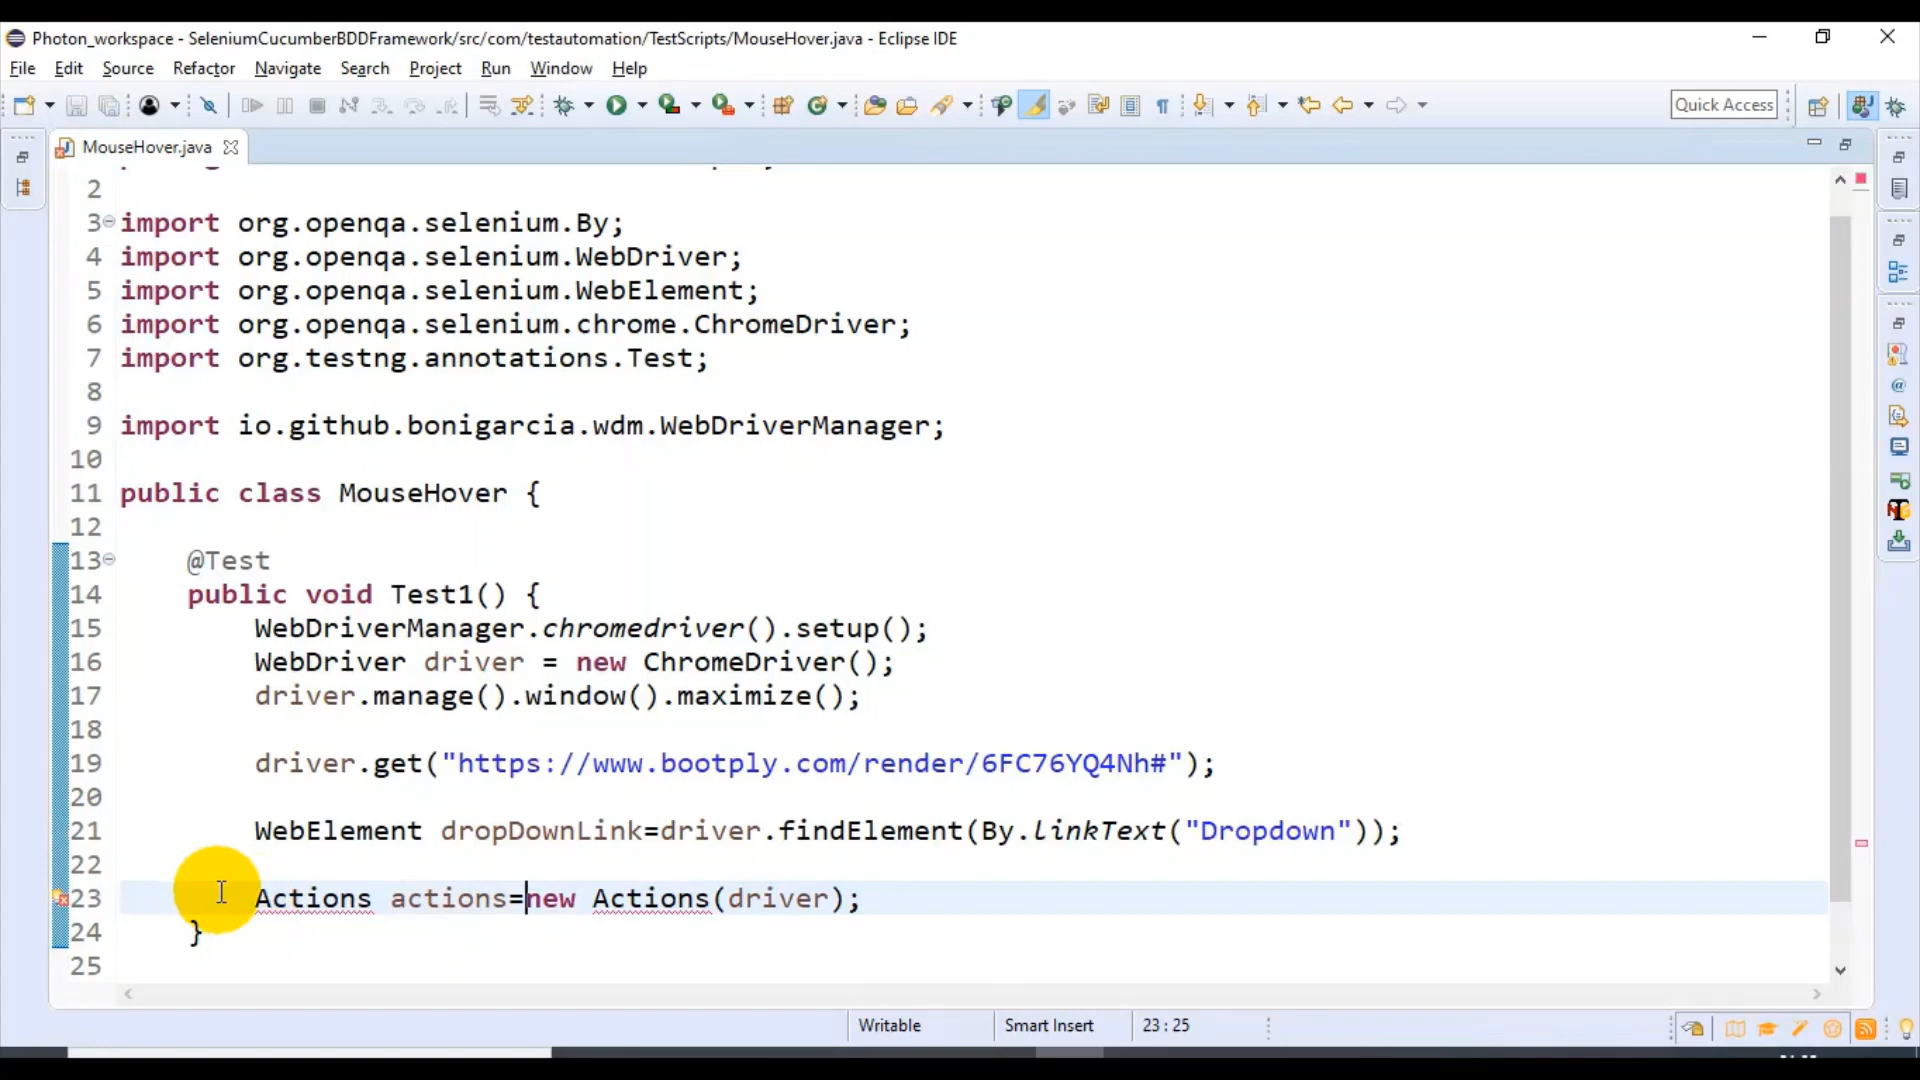 Photon_workspace - SeleniumCucumberBDDFramework/src/com/testautomation/TestScripts/MouseHover.java - Eclipse IDE
File Edit Source Refactor Navigate Search Project Run Window Help
Quick Access
MouseHover.java
2
3 import org.openqa.selenium.By;
4 import org.openqa.selenium.WebDriver;
5 import org.openqa.selenium.WebElement;
6 import org.openqa.selenium.chrome.ChromeDriver;
7 import org.testng.annotations.Test;
8
9 import io.github.bonigarcia.wdm.WebDriverManager;
10
11 public class MouseHover {
12
13 @Test
14 public void Test1() {
15 WebDriverManager.chromedriver().setup();
16 WebDriver driver = new ChromeDriver();
17 driver.manage().window().maximize();
18
19 driver.get("https://www.bootply.com/render/6FC76YQ4Nh#");
20
21 WebElement dropDownLink=driver.findElement(By.linkText("Dropdown"));
22
23 Actions actions=new Actions(driver);
24 }
25
Writable Smart Insert 23 : 25